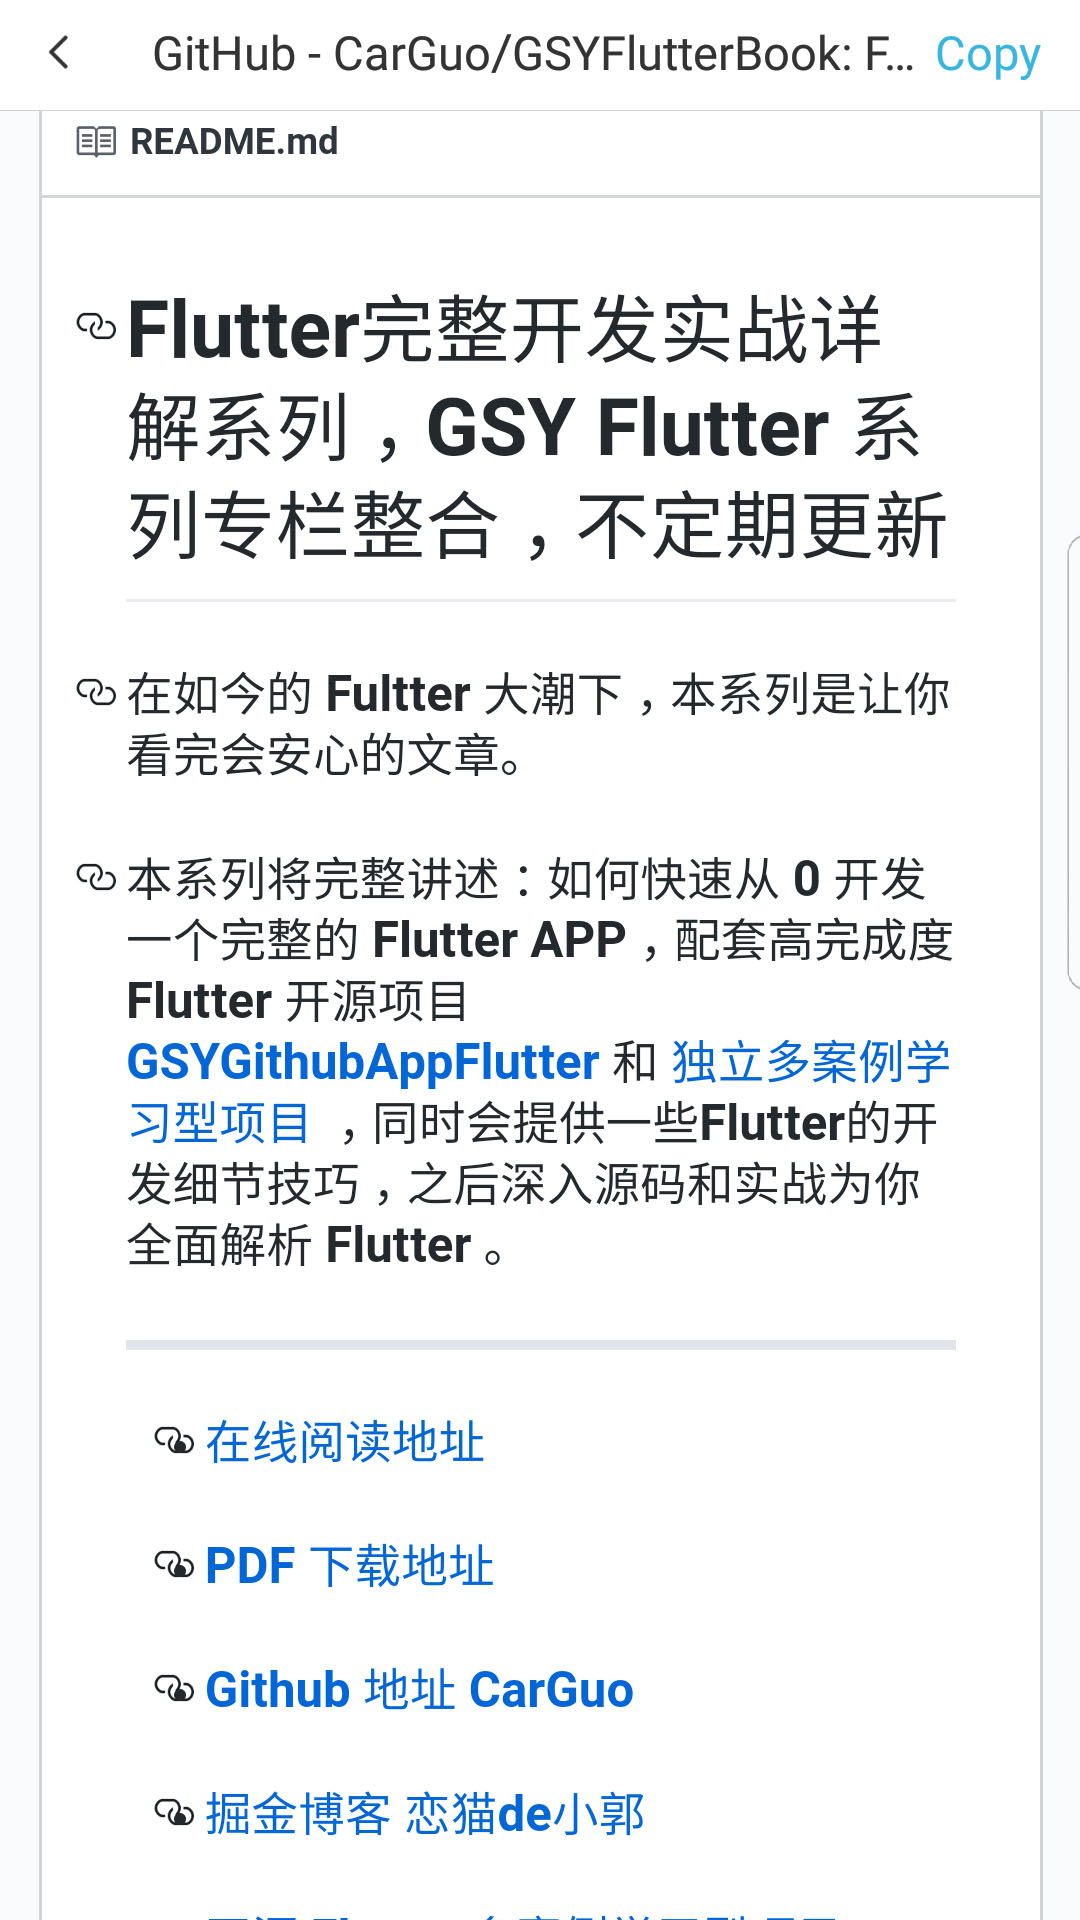 GitHub - CarGuo/GSYFlutterBook: F... Copy
README.md
Flutter完整开发实战详
解系列，GSY Flutter 系
列专栏整合，不定期更新
在如今的 Fultter 大潮下，本系列是让你
看完会安心的文章。
本系列将完整讲述：如何快速从 0 开发
一个完整的 Flutter APP，配套高完成度
Flutter 开源项目
GSYGithubAppFlutter 和 独立多案例学
习型项目 ，同时会提供一些Flutter的开
发细节技巧，之后深入源码和实战为你
全面解析 Flutter 。
在线阅读地址
PDF 下载地址
Github 地址 CarGuo
掘金博客 恋猫de小郭